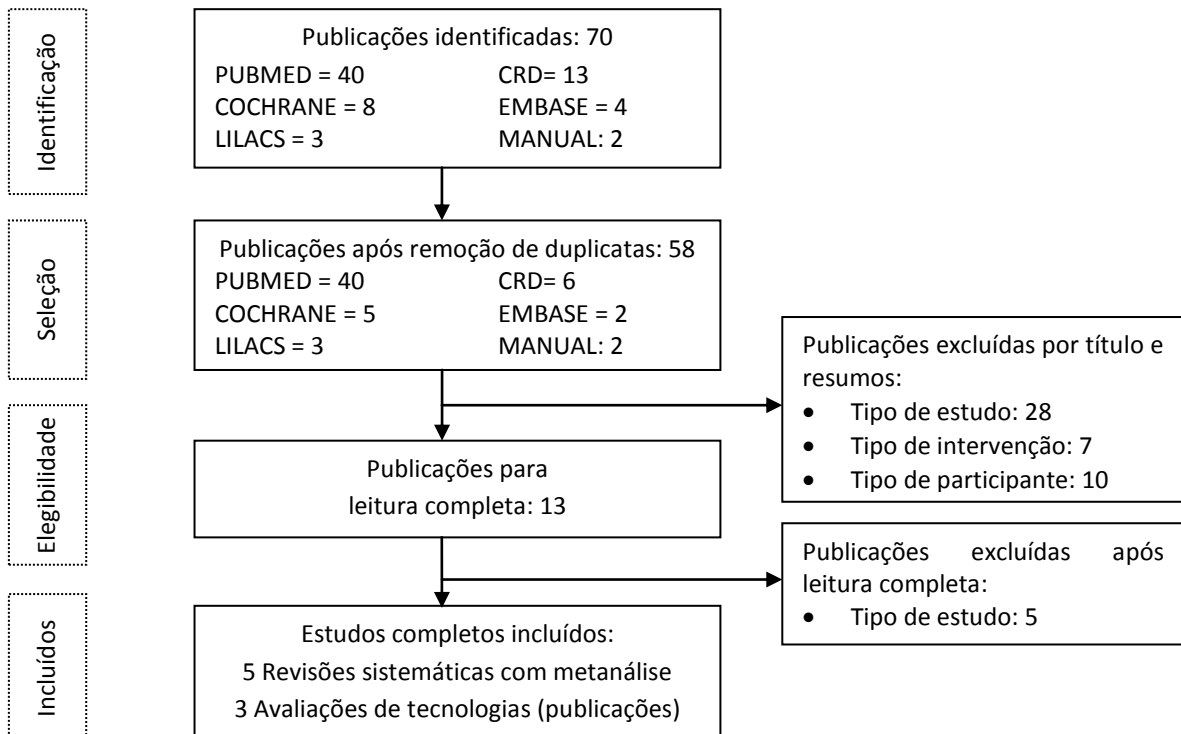 Identificação
Publicações identificadas: 70
PUBMED = 40 CRD= 13
COCHRANE = 8 EMBASE = 4
LILACS = 3 MANUAL: 2
Seleção
Publicações após remoção de duplicatas: 58
PUBMED = 40 CRD= 6
COCHRANE = 5 EMBASE = 2
LILACS = 3 MANUAL: 2
Publicações excluídas por título e
resumos:
• Tipo de estudo: 28
• Tipo de intervenção: 7
• Tipo de participante: 10
Elegibilidade
Publicações para
leitura completa: 13
Publicações excluídas após
leitura completa:
• Tipo de estudo: 5
Incluídos
Estudos completos incluídos:
5 Revisões sistemáticas com metanálise
3 Avaliações de tecnologias (publicações)